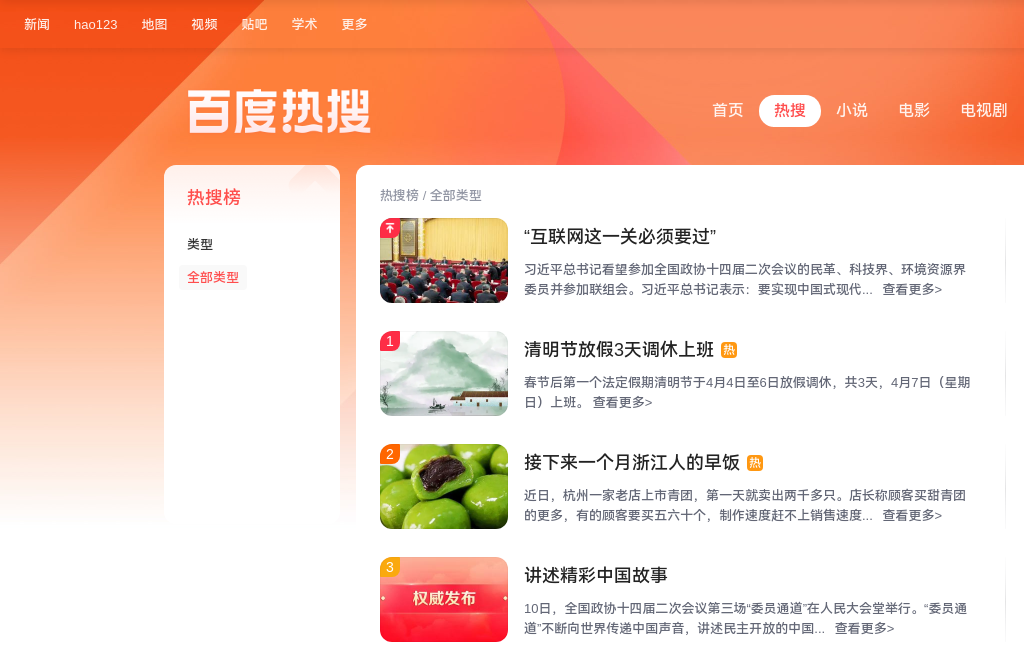 新闻 hao123 地图 视频 贴吧 学术 更多
百度热搜
首页 热搜 小说 电影 电视剧
热搜榜
类型
全部类型
热搜榜 / 全部类型
“互联网这一关必须要过”
习近平总书记看望参加全国政协十四届二次会议的民革、科技界、环境资源界
委员并参加联组会。习近平总书记表示：要实现中国式现代... 查看更多>
1
清明节放假3天调休上班 热
春节后第一个法定假期清明节于4月4日至6日放假调休，共3天，4月7日（星期
日）上班。 查看更多>
2
接下来一个月浙江人的早饭 热
近日，杭州一家老店上市青团，第一天就卖出两千多只。店长称顾客买甜青团
的更多，有的顾客要买五六十个，制作速度赶不上销售速度... 查看更多>
3
权威发布
讲述精彩中国故事
10日，全国政协十四届二次会议第三场“委员通道”在人民大会堂举行。“委员通
道”不断向世界传递中国声音，讲述民主开放的中国... 查看更多>